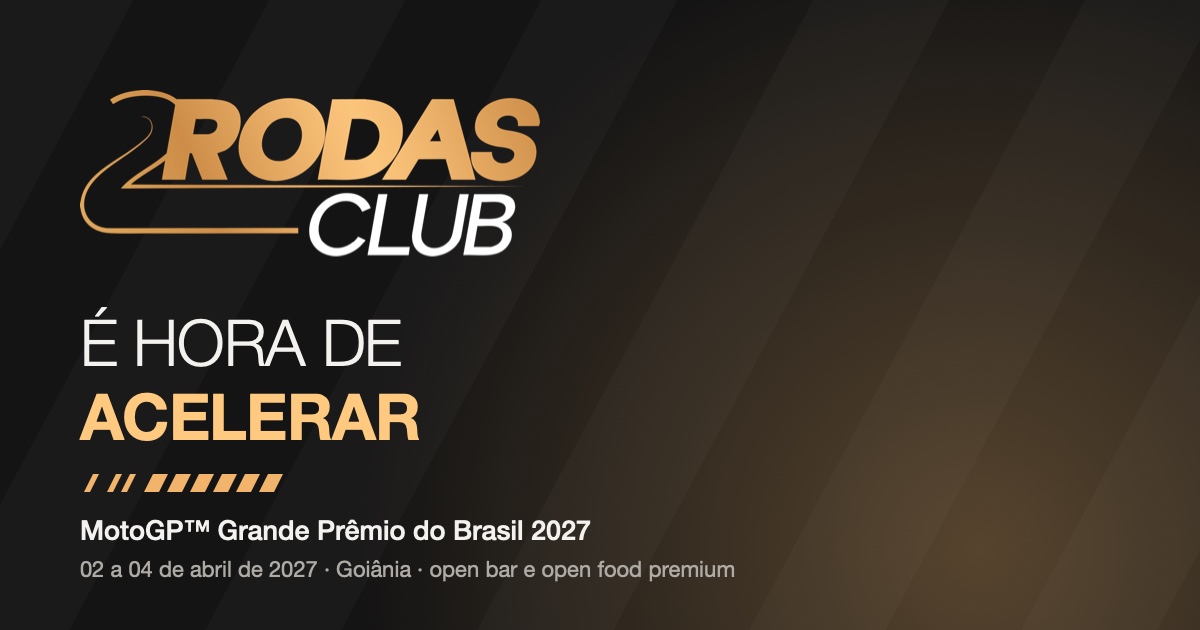 2RODAS
CLUB
É HORA DE
ACELERAR
MotoGP™ Grande Prêmio do Brasil 2027
02 a 04 de abril de 2027 · Goiânia · open bar e open food premium